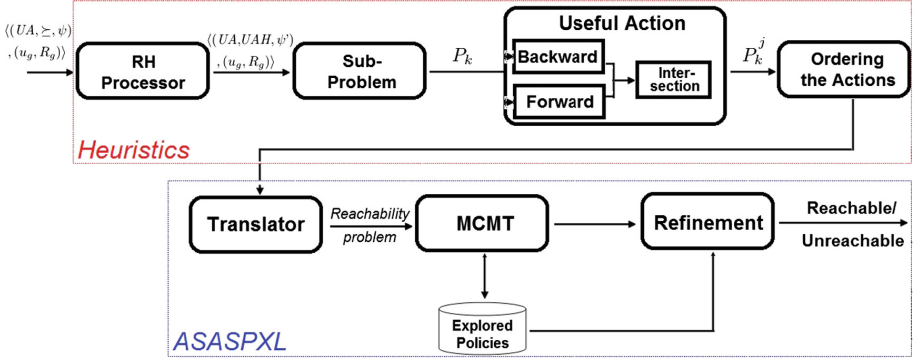 ⟨(UA, ⪰, ψ)
, (u_g, R_g)⟩
RH
Processor
⟨(UA, UAH, ψ')
, (u_g, R_g)⟩
Sub-
Problem
P_k
Useful Action
Backward
Forward
Inter-
section
P_k^j
Ordering
the Actions
Heuristics
Translator
Reachability
problem
MCMT
Refinement
Reachable/
Unreachable
Explored
Policies
ASASPXL